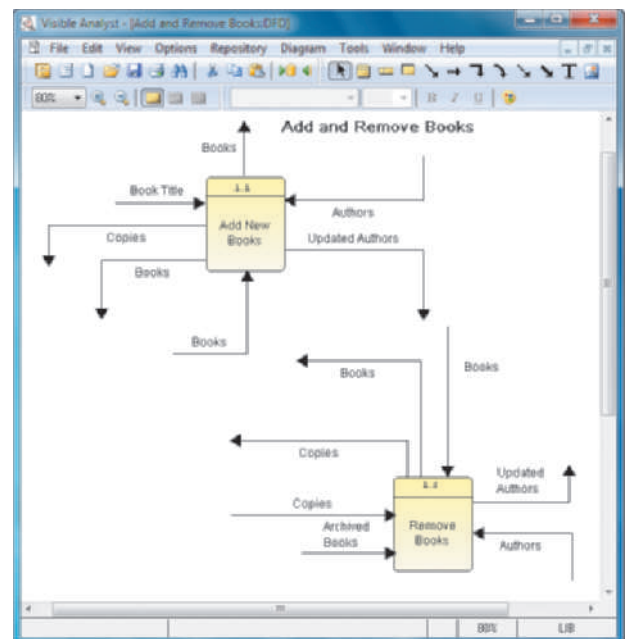 Visible Analyst - [Add and Remove Books.DFD]
File Edit View Options Repository Diagram Tools Window Help
80%
B I U
Add and Remove Books
Books
Book Title
Authors
Add New
Books
Copies
Updated Authors
Books
Books
Books
Books
Copies
Updated
Authors
Copies
Archived
Books
Remove
Books
Authors
80%
LIB